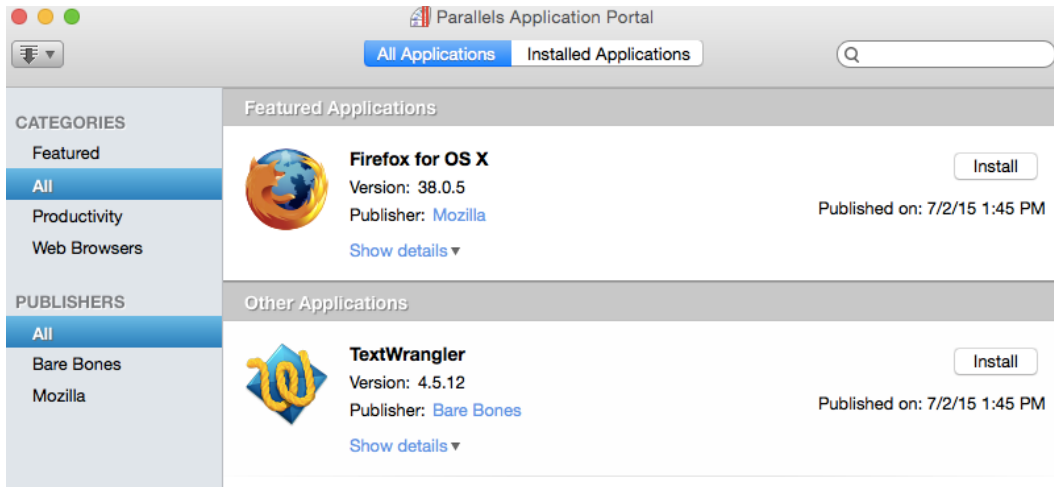 Parallels Application Portal
All Applications
Installed Applications
CATEGORIES
Featured
All
Productivity
Web Browsers
PUBLISHERS
All
Bare Bones
Mozilla
Featured Applications
Firefox for OS X
Version: 38.0.5
Publisher: Mozilla
Show details
Install
Published on: 7/2/15 1:45 PM
Other Applications
TextWrangler
Version: 4.5.12
Publisher: Bare Bones
Show details
Install
Published on: 7/2/15 1:45 PM